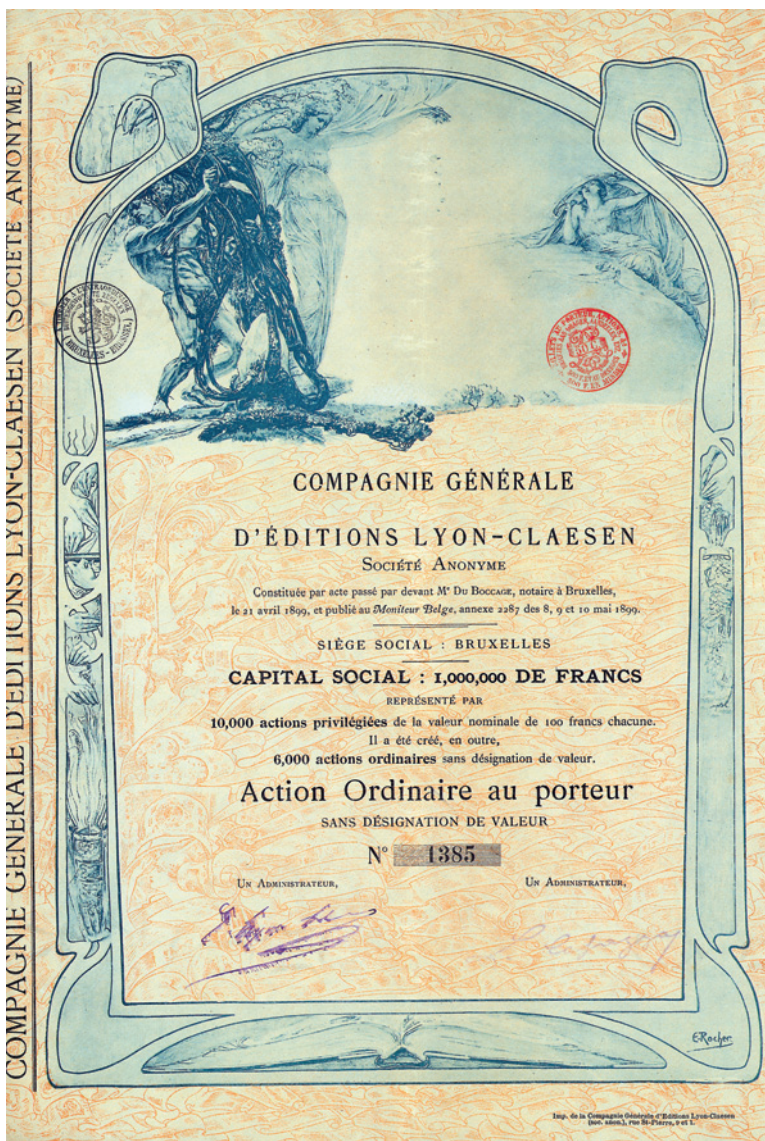 COMPAGNIE GÉNÉRALE D'ÉDITIONS LYON-CLAESEN (SOCIÉTÉ ANONYME)
COMPAGNIE GÉNÉRALE
D'ÉDITIONS LYON-CLAESEN
SOCIÉTÉ ANONYME
Constituée par acte passé par devant Me DU BOCCAGE, notaire à Bruxelles,
le 21 avril 1899, et publié au Moniteur Belge, annexe 2287 des 8, 9 et 10 mai 1899.
SIÈGE SOCIAL : BRUXELLES
CAPITAL SOCIAL : 1,000,000 DE FRANCS
REPRÉSENTÉ PAR
10,000 actions privilégiées de la valeur nominale de 100 francs chacune.
Il a été créé, en outre,
6,000 actions ordinaires sans désignation de valeur.
Action Ordinaire au porteur
SANS DÉSIGNATION DE VALEUR
N° 1385
UN ADMINISTRATEUR, UN ADMINISTRATEUR,
E. Rocher
Imp. de la Compagnie Générale d'Editions Lyon-Claesen
(soc. anon.), rue St-Pierre, 9 et 1.